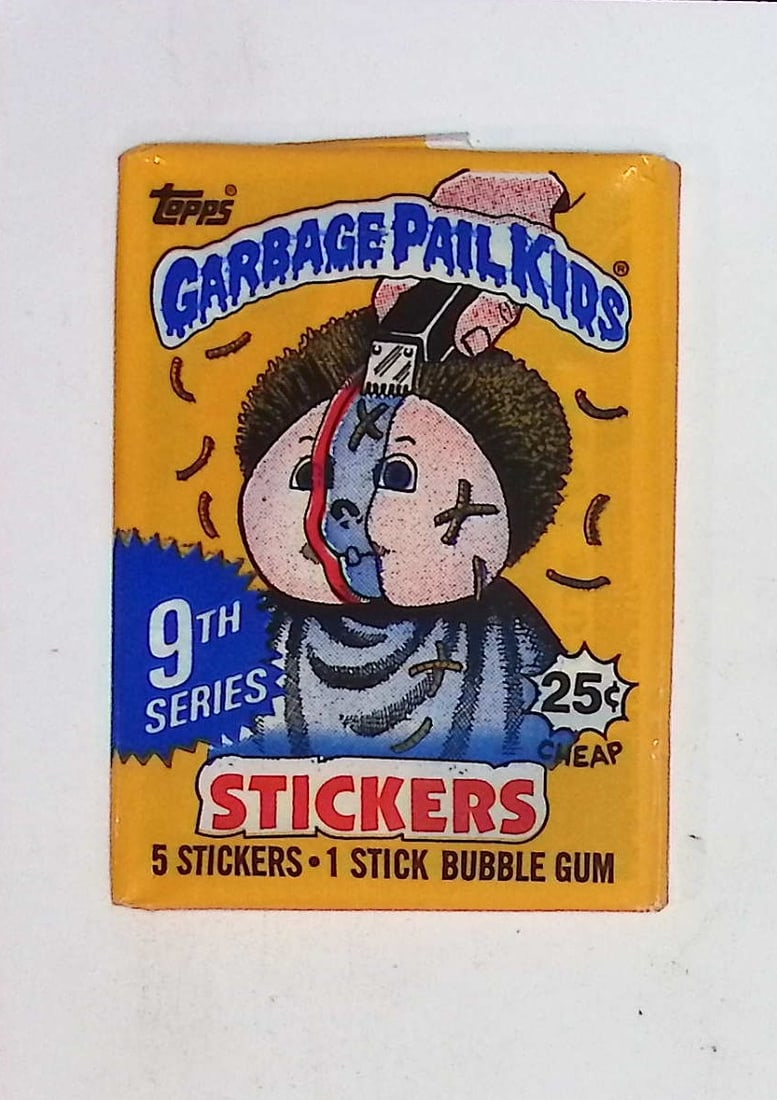 TOPPS®
GARBAGE PAIL KIDS®
9TH
SERIES
25¢
CHEAP
STICKERS
5 STICKERS • 1 STICK BUBBLE GUM